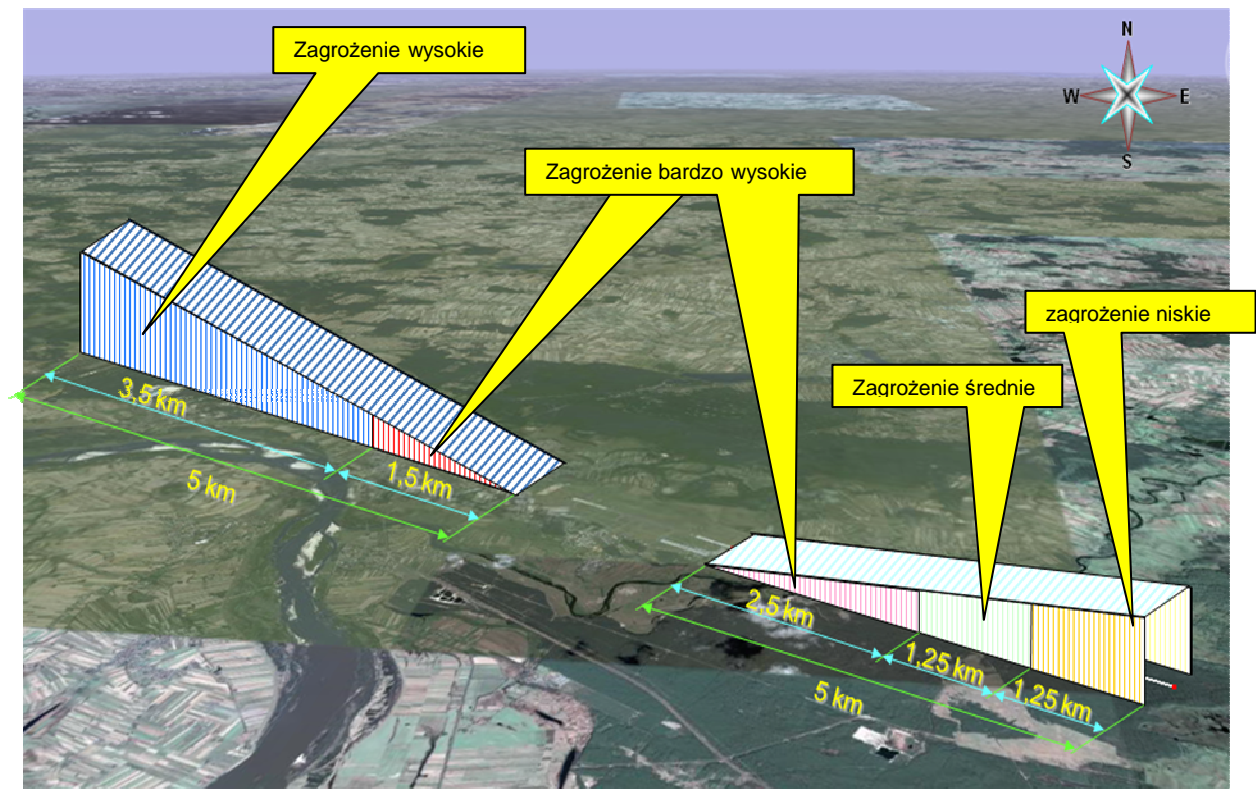 Zagrożenie wysokie
N
W E
S
Zagrożenie bardzo wysokie
zagrożenie niskie
Zagrożenie średnie
3,5 km
1,5 km
5 km
2,5 km
1,25 km
1,25 km
5 km